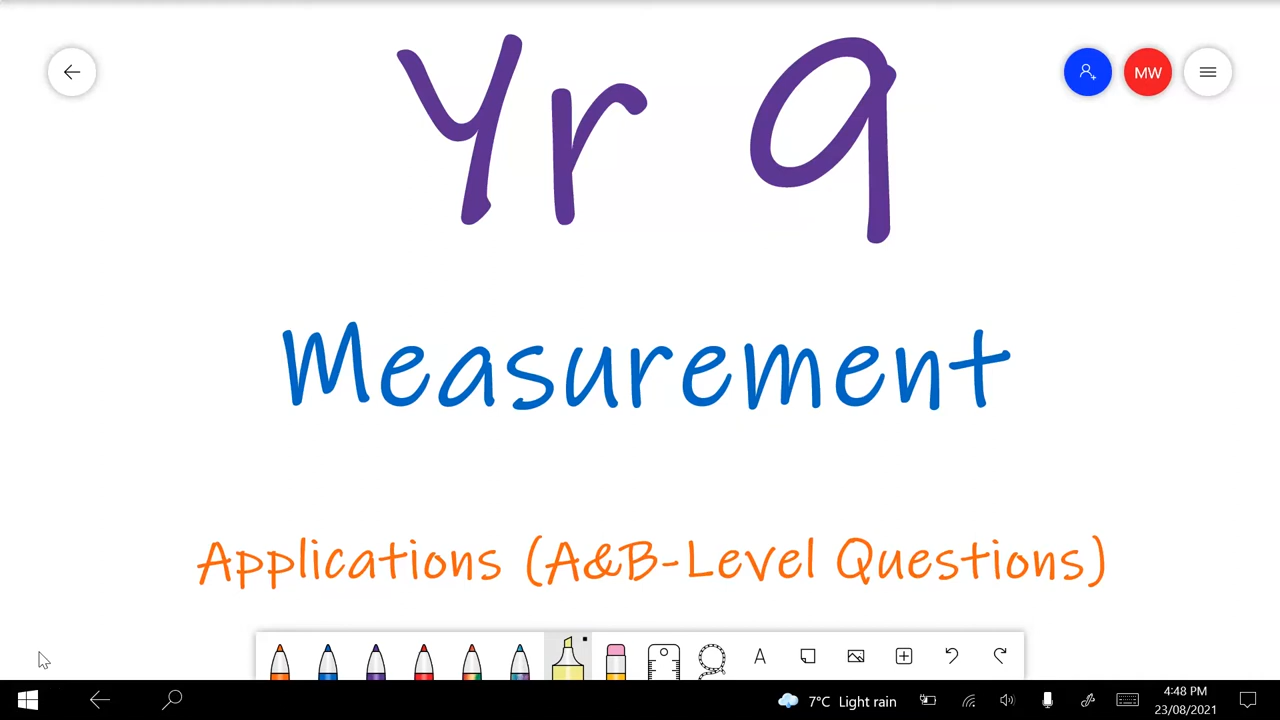 Yr 9
MW
Measurement
Applications (A&B-Level Questions)
A
7°C Light rain
4:48 PM
23/08/2021